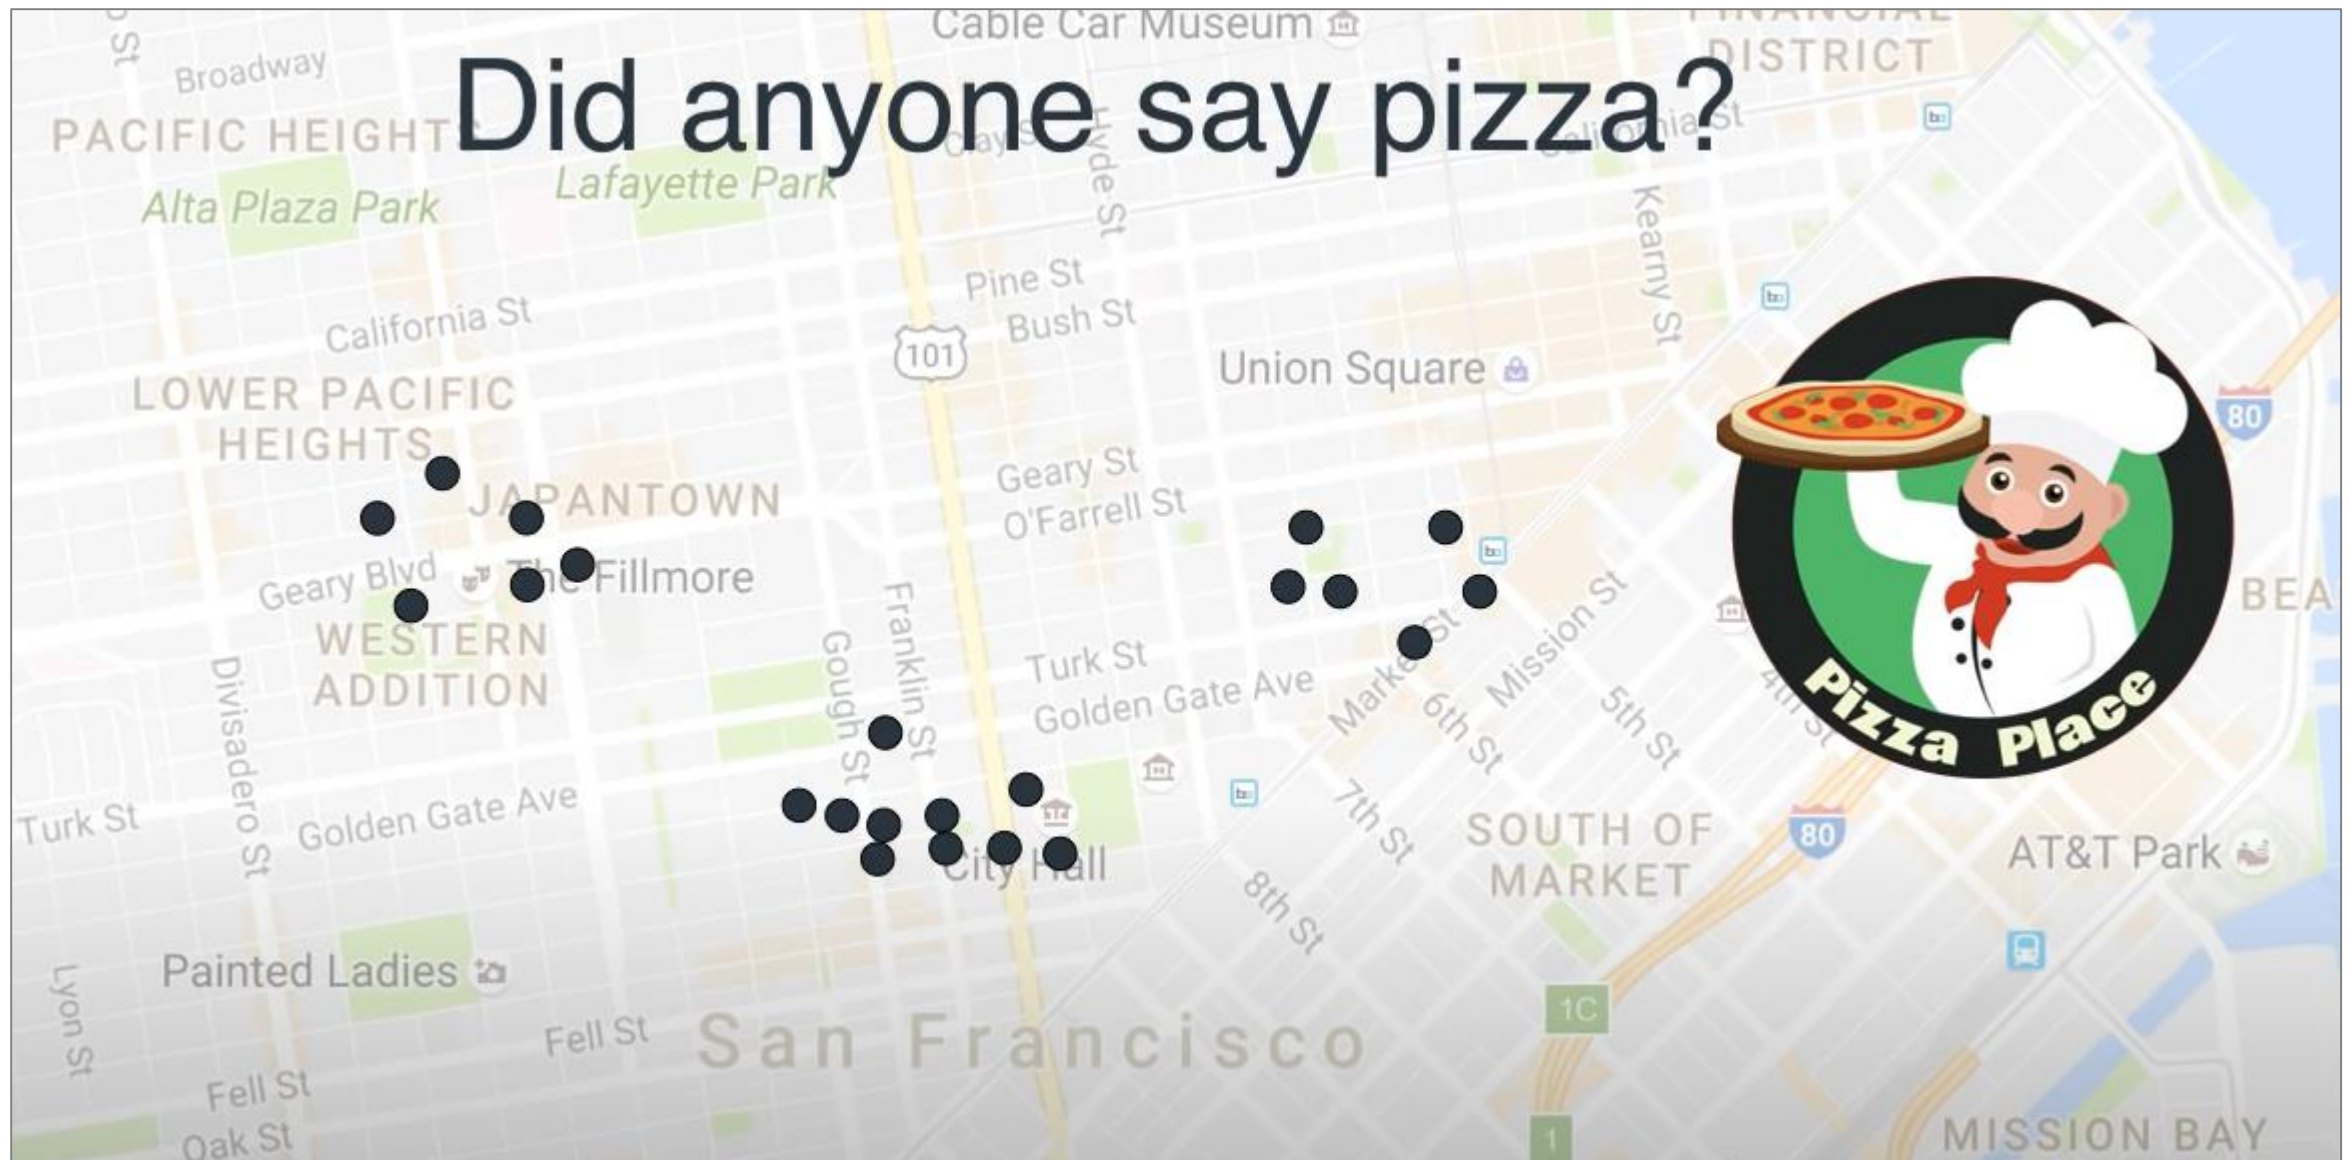 Cable Car Museum
FINANCIAL
DISTRICT
Broadway
Did anyone say pizza?
PACIFIC HEIGHTS
Clay St
Hyde St
California St
Alta Plaza Park
Lafayette Park
Kearny St
Pine St
Bush St
California St
101
Union Square
LOWER PACIFIC
HEIGHTS
80
JAPANTOWN
Geary St
O'Farrell St
Geary Blvd
The Fillmore
BEA
WESTERN
ADDITION
Franklin St
Gough St
Divisadero St
Turk St
Golden Gate Ave
Market St
Mission St
6th St
5th St
4th St
Pizza Place
Turk St
Golden Gate Ave
7th St
City Hall
SOUTH OF
MARKET
80
AT&T Park
8th St
Painted Ladies
Lyon St
Fell St
San Francisco
1C
Fell St
Oak St
1
MISSION BAY